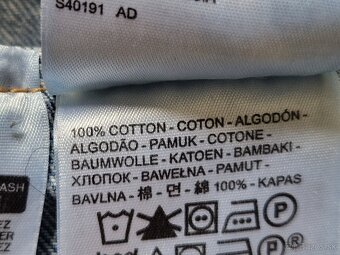 S40191 AD
100% COTTON - COTON - ALGODÓN -
ALGODÃO - PAMUK - COTONE -
BAUMWOLLE - KATOEN - BAMBAKI -
ХЛОПОК - BAWEŁNA - PAMUT -
BAVLNA - 棉 - 면 - 綿 100% - KAPAS
P